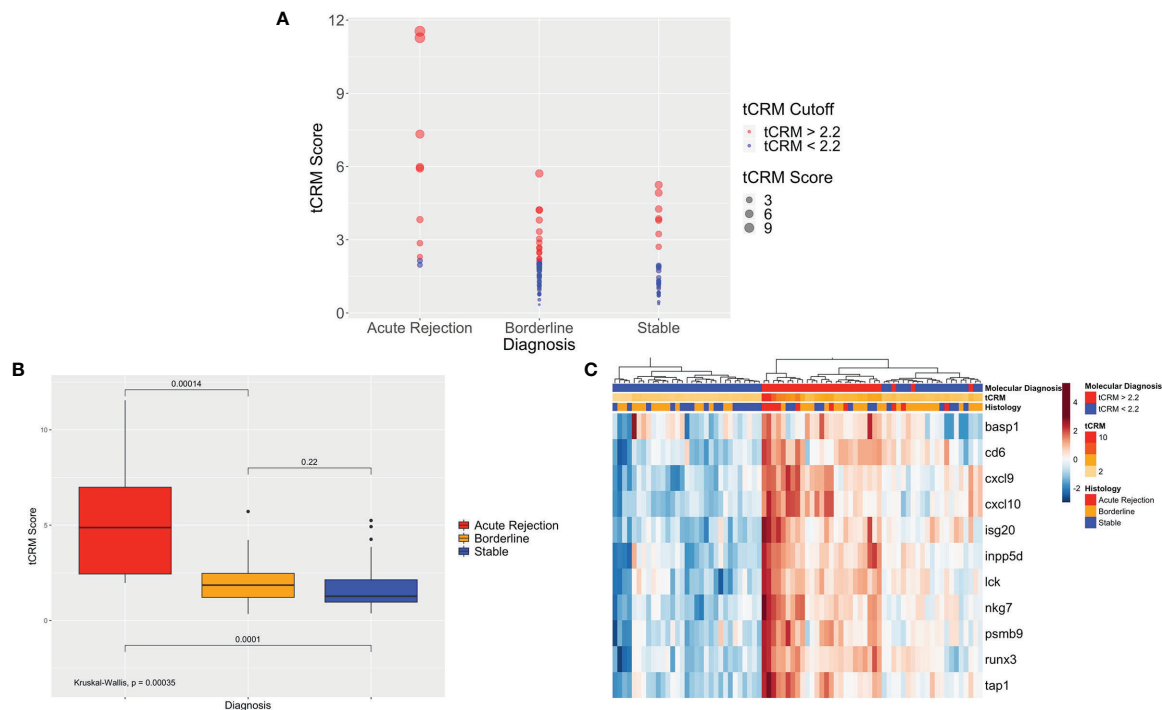 A
12
9
6
3
0
tCRM Score
Acute Rejection
Borderline
Stable
Diagnosis
tCRM Cutoff
tCRM > 2.2
tCRM < 2.2
tCRM Score
3
6
9
B
10
5
0
tCRM Score
0.00014
0.22
0.0001
Kruskal-Wallis, p = 0.00035
Diagnosis
Acute Rejection
Borderline
Stable
C
Molecular Diagnosis
tCRM
Histology
basp1
cd6
cxcl9
cxcl10
isg20
inpp5d
lck
nkg7
psmb9
runx3
tap1
4
2
0
-2
Molecular Diagnosis
tCRM > 2.2
tCRM < 2.2
tCRM
10
2
Histology
Acute Rejection
Borderline
Stable